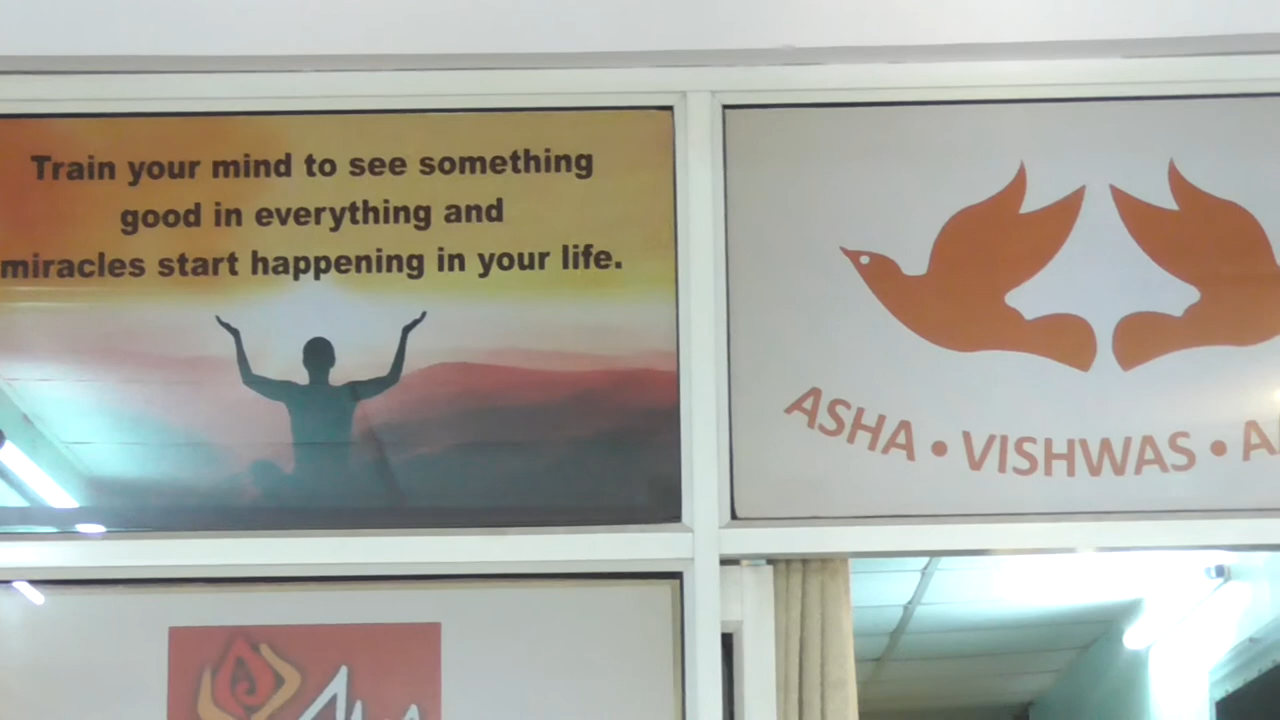 Train your mind to see something
good in everything and
miracles start happening in your life.
ASHA • VISHWAS •